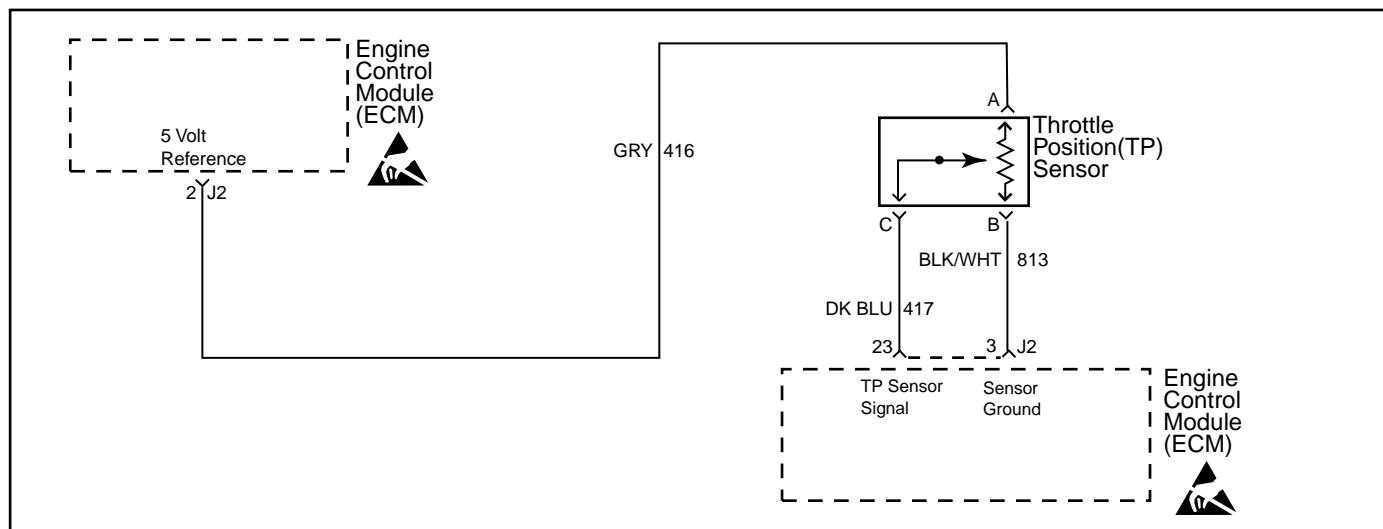 Engine
Control
Module
(ECM)
5 Volt
Reference
2 J2
GRY 416
A
Throttle
Position(TP)
Sensor
C B
BLK/WHT 813
DK BLU 417
23 3 J2
TP Sensor
Signal
Sensor
Ground
Engine
Control
Module
(ECM)